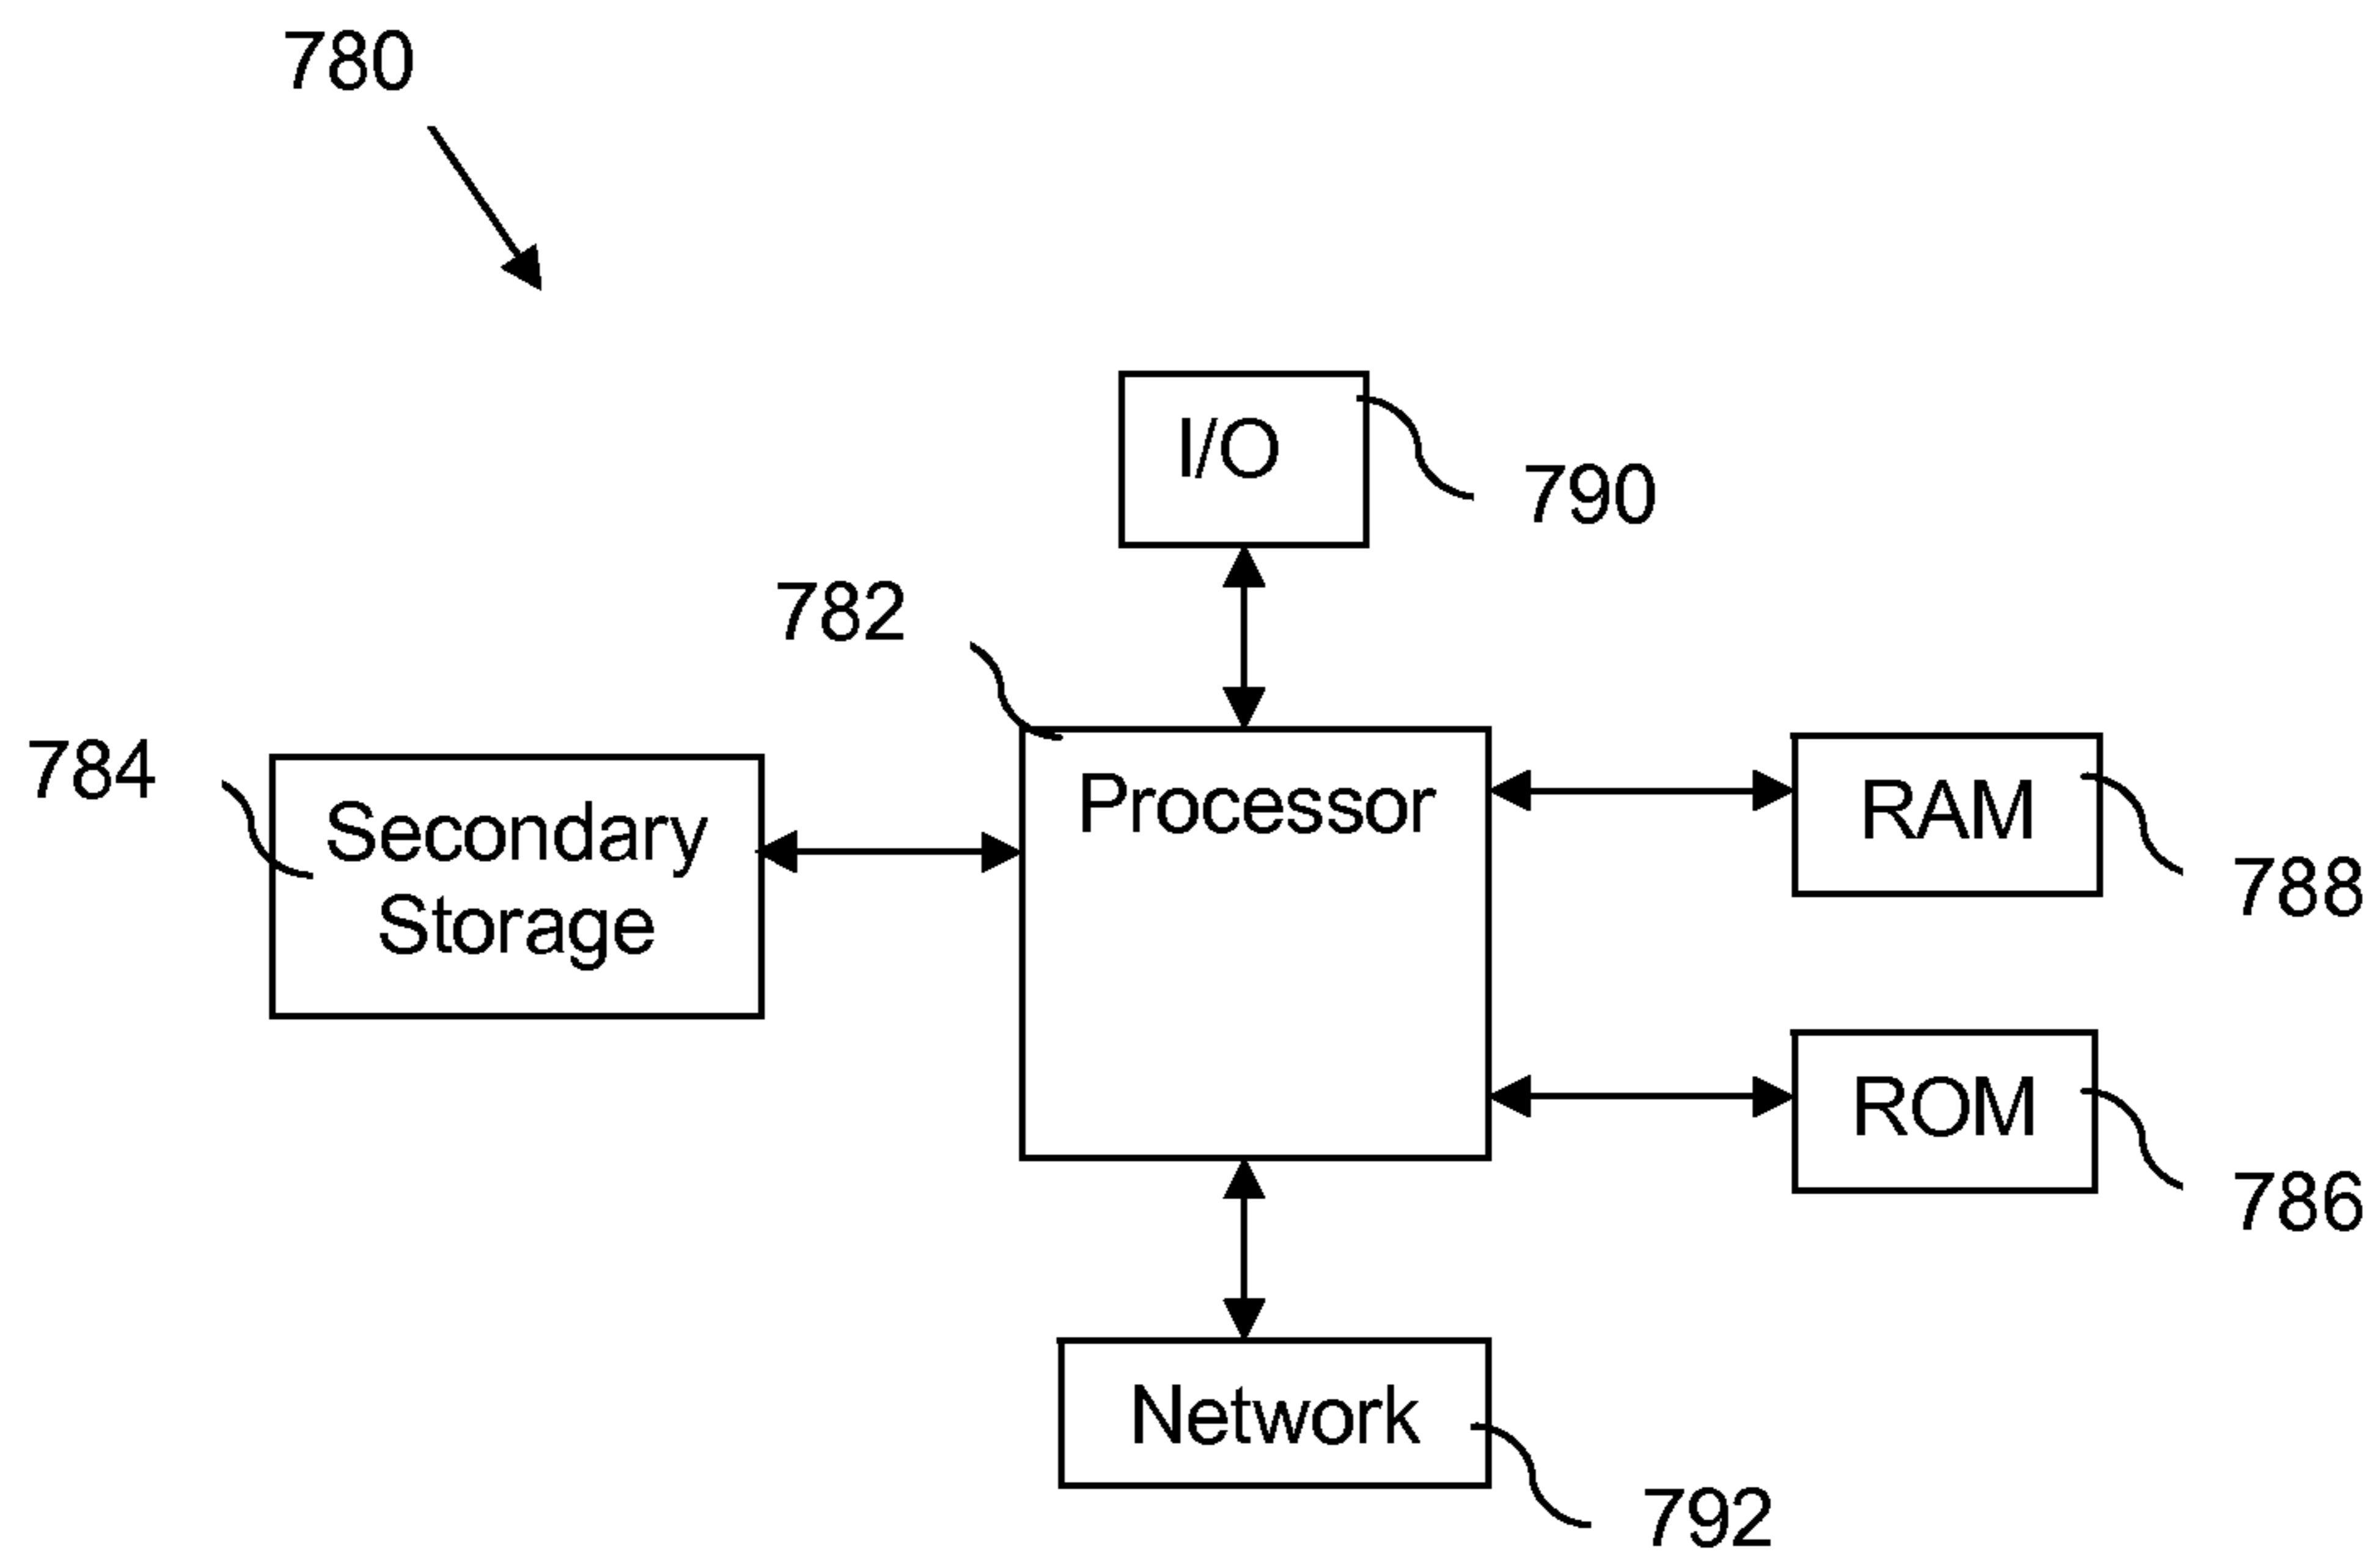 780
I/O
790
782
784
Secondary
Storage
Processor
RAM
788
ROM
786
Network
792